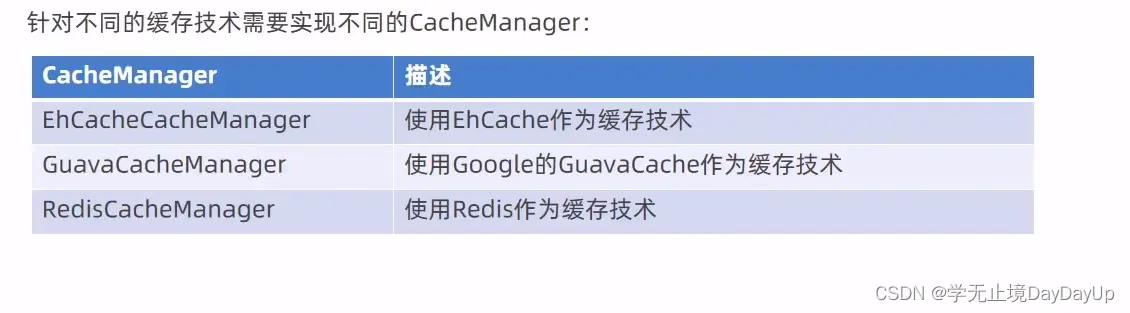 针对不同的缓存技术需要实现不同的CacheManager：
CacheManager 描述
EhCacheCacheManager 使用EhCache作为缓存技术
GuavaCacheManager 使用Google的GuavaCache作为缓存技术
RedisCacheManager 使用Redis作为缓存技术
CSDN @学无止境DayDayUp